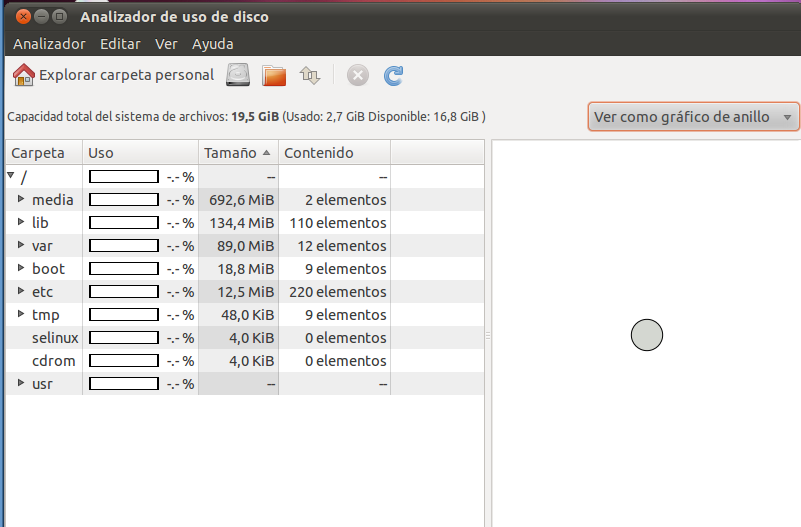 Analizador de uso de disco
Analizador Editar Ver Ayuda
Explorar carpeta personal
Capacidad total del sistema de archivos: 19,5 GiB (Usado: 2,7 GiB Disponible: 16,8 GiB )
Ver como gráfico de anillo
Carpeta Uso Tamaño Contenido
/ -.- % -- --
media -.- % 692,6 MiB 2 elementos
lib -.- % 134,4 MiB 110 elementos
var -.- % 89,0 MiB 12 elementos
boot -.- % 18,8 MiB 9 elementos
etc -.- % 12,5 MiB 220 elementos
tmp -.- % 48,0 KiB 9 elementos
selinux -.- % 4,0 KiB 0 elementos
cdrom -.- % 4,0 KiB 0 elementos
usr -.- % -- --